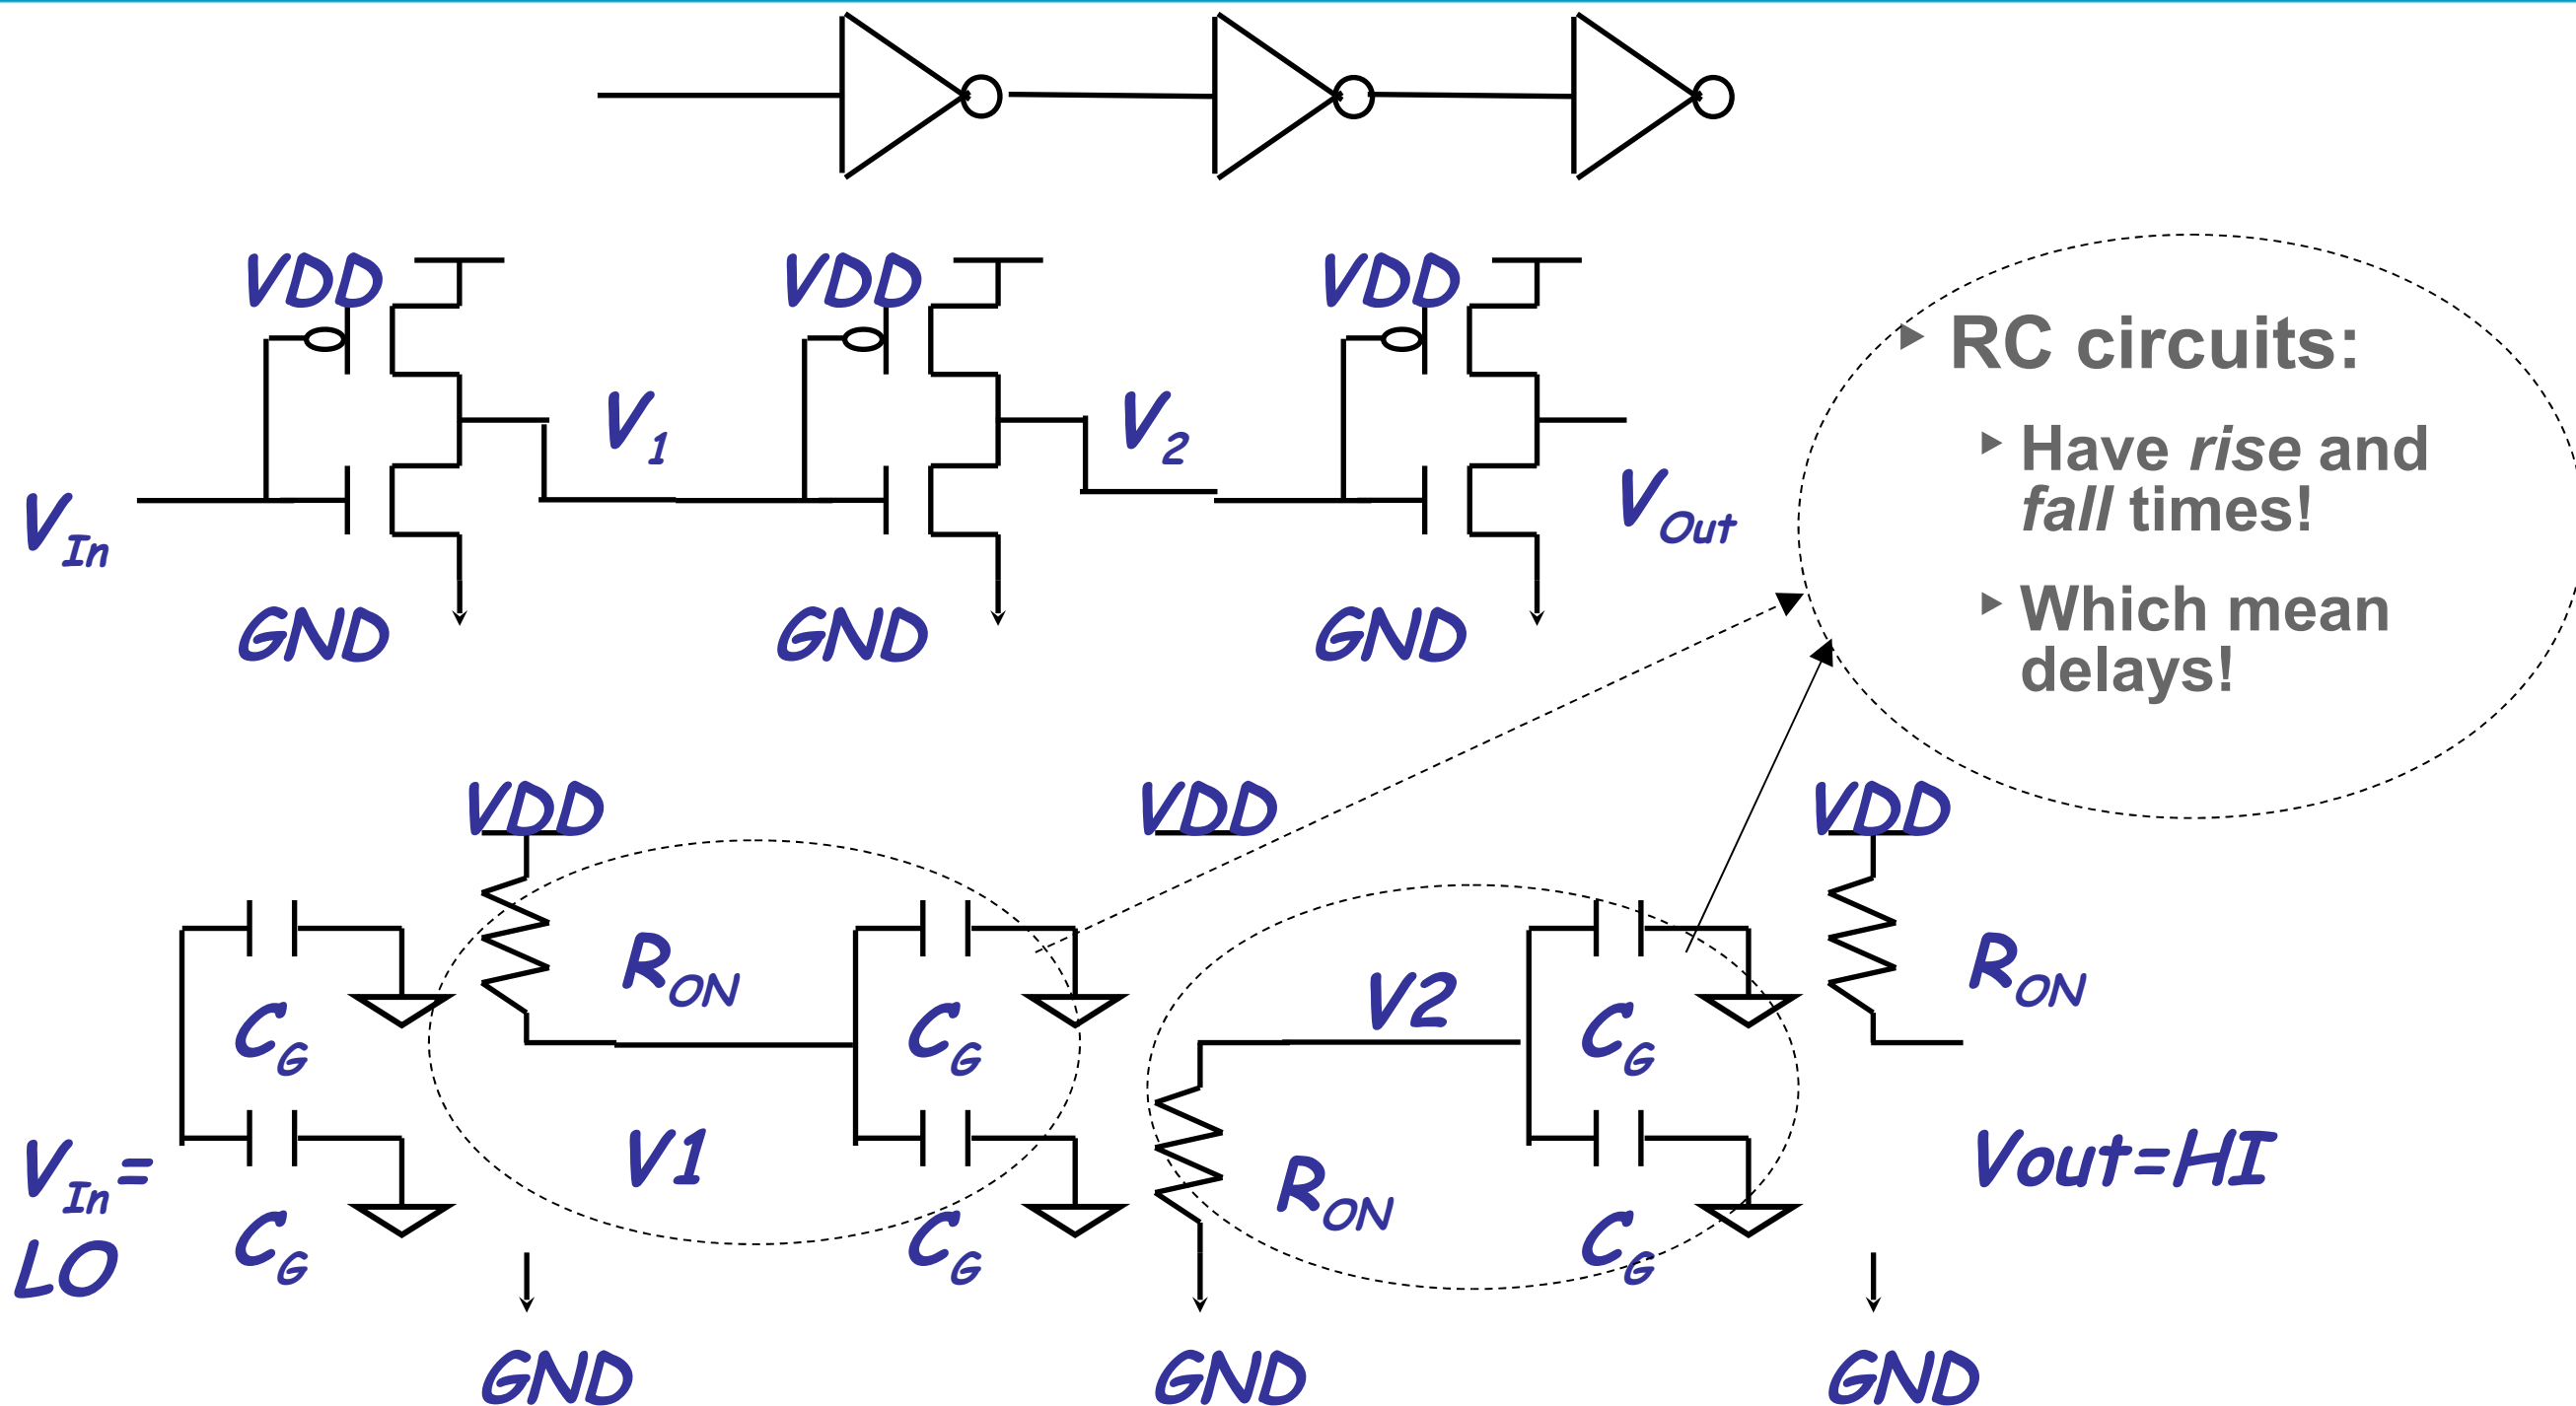 VDD VDD VDD
▸ RC circuits:
V1 V2
▸ Have rise and
fall times!
VIn VOut
▸ Which mean
delays!
GND GND GND
VDD VDD VDD
RON V2 RON
CG CG CG
V1 RON Vout=HI
VIn=
LO
CG CG CG
GND GND GND